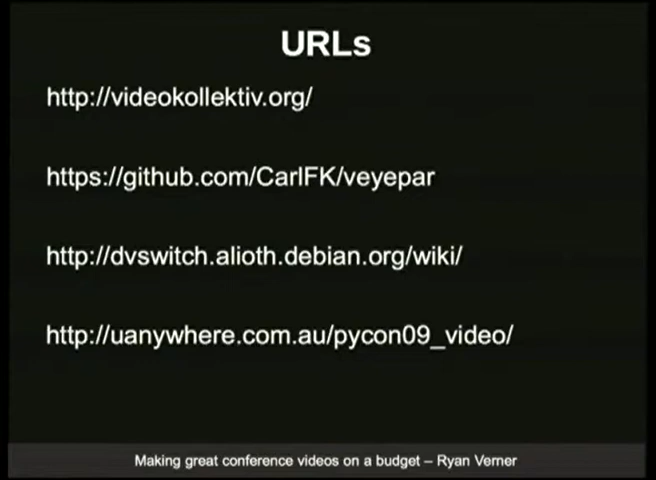 URLs
http://videokollektiv.org/
https://github.com/CarlFK/veyepar
http://dvswitch.alioth.debian.org/wiki/
http://uanywhere.com.au/pycon09_video/
Making great conference videos on a budget – Ryan Verner